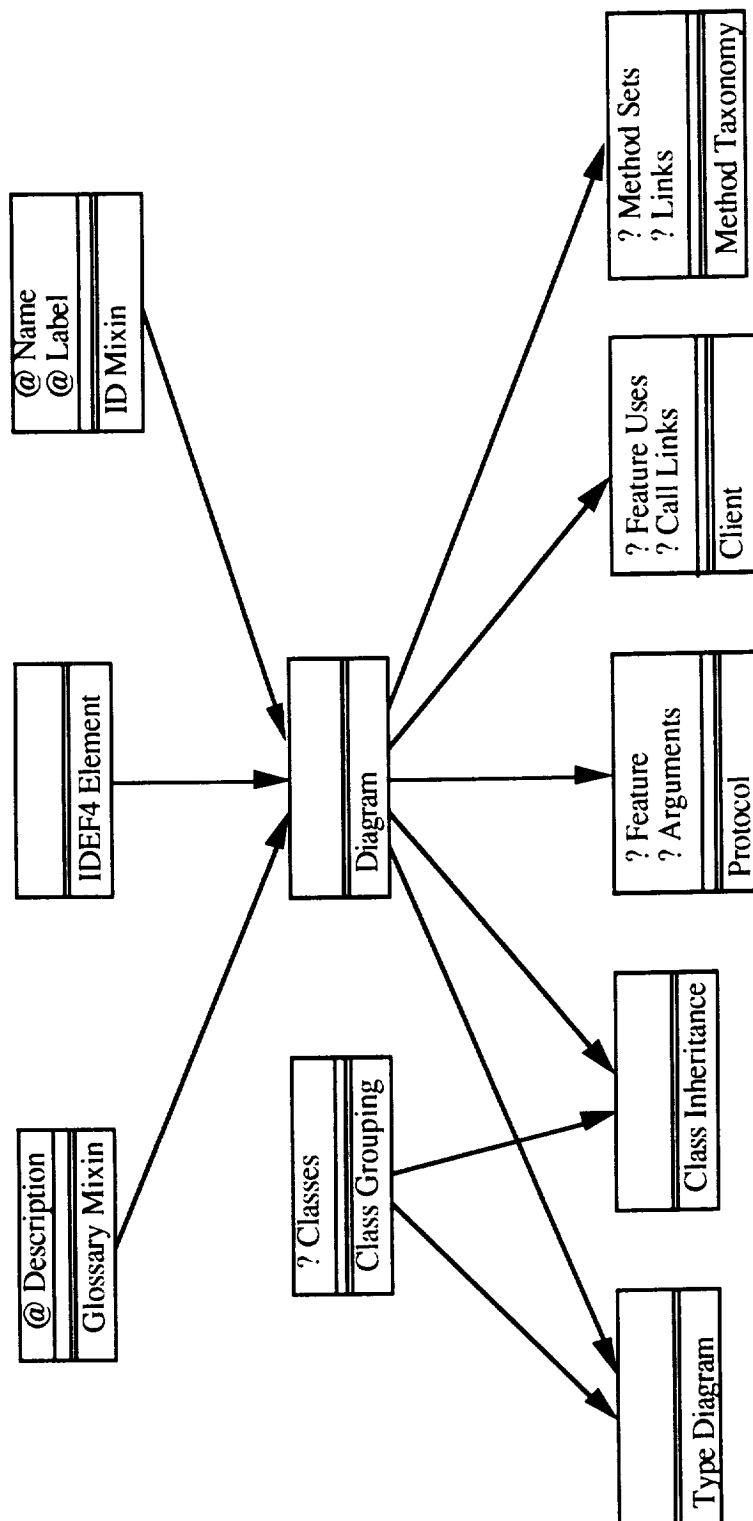 @ Description
Glossary Mixin
IDEF4 Element
@ Name
@ Label
ID Mixin
? Classes
Class Grouping
Diagram
Type Diagram
Class Inheritance
? Feature
? Arguments
Protocol
? Feature Uses
? Call Links
Client
? Method Sets
? Links
Method Taxonomy